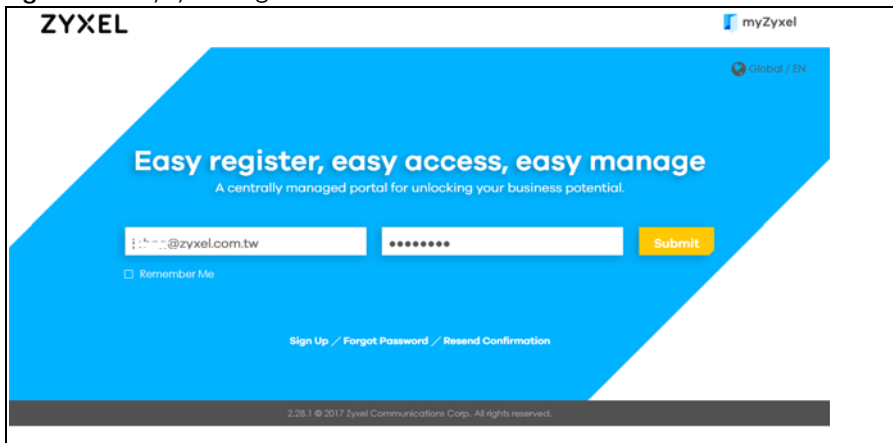 ZYXEL
myZyxel
Global / EN
Easy register, easy access, easy manage
A centrally managed portal for unlocking your business potential.
@zyxel.com.tw
••••••••
Submit
Remember Me
Sign Up / Forgot Password / Resend Confirmation
2.28.1 © 2017 Zyxel Communications Corp. All rights reserved.